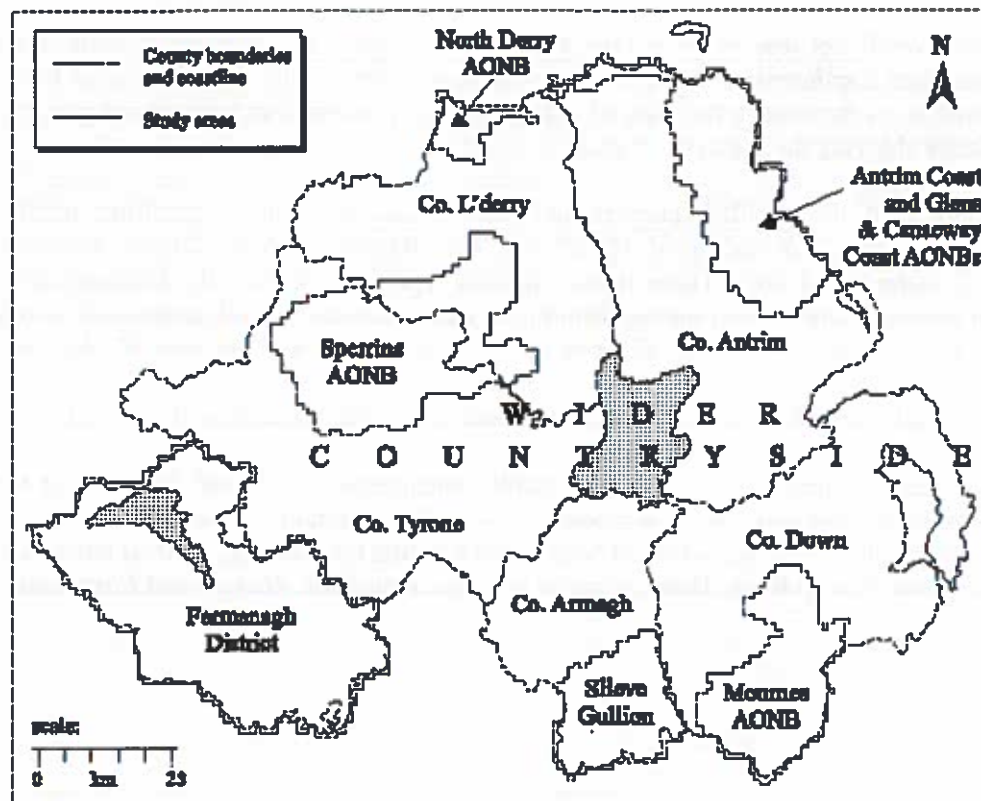 County boundaries
and coastline
Study areas
North Derry
AONB
N
Co. L'derry
Antrim Coast
and Glens
& Causeway
Coast AONBs
Sperrins
AONB
Co. Antrim
WIDER
COUNTRYSIDE
Co. Tyrone
Co. Down
Fermanagh
District
Co. Armagh
Slieve
Gullion
Mournes
AONB
scale:
0 km 25